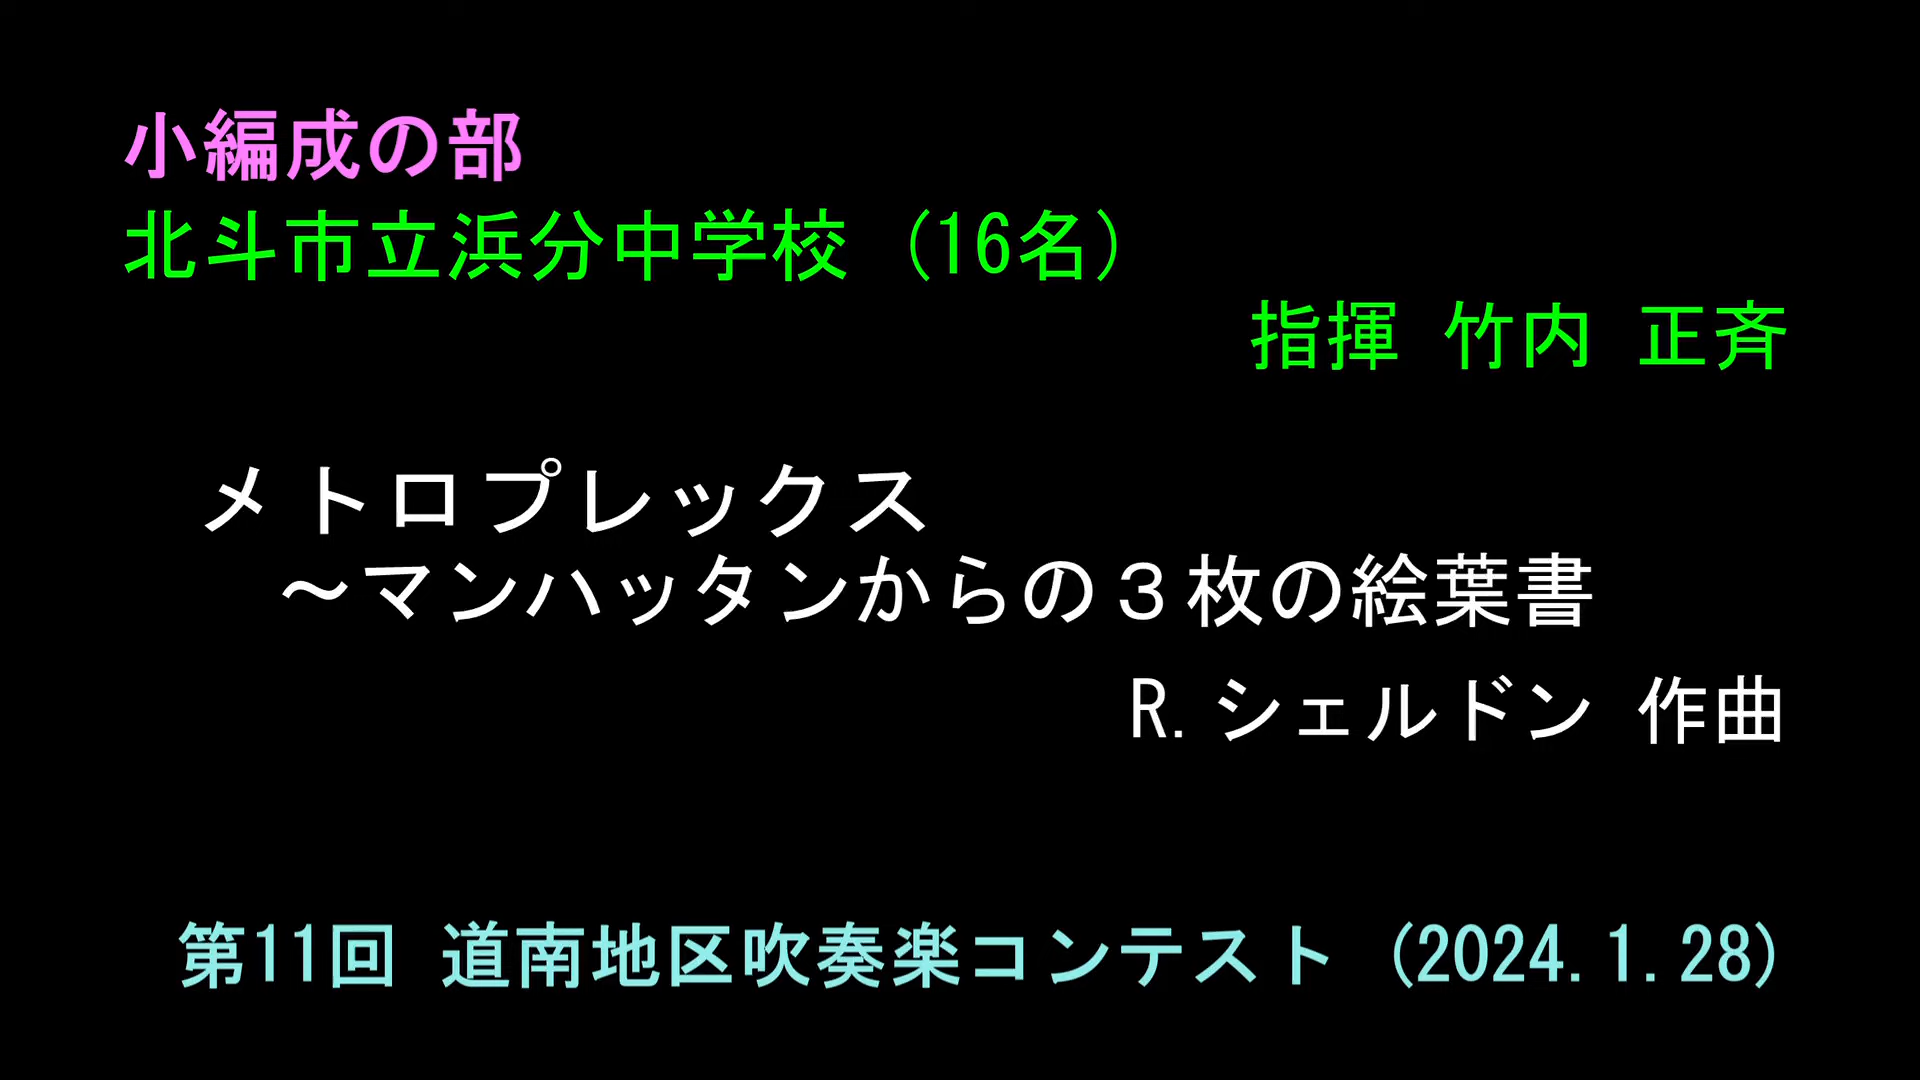 小編成の部
北斗市立浜分中学校 (16名)
指揮 竹内 正斉
メトロプレックス
～マンハッタンからの３枚の絵葉書
R.シェルドン 作曲
第11回 道南地区吹奏楽コンテスト (2024.1.28)